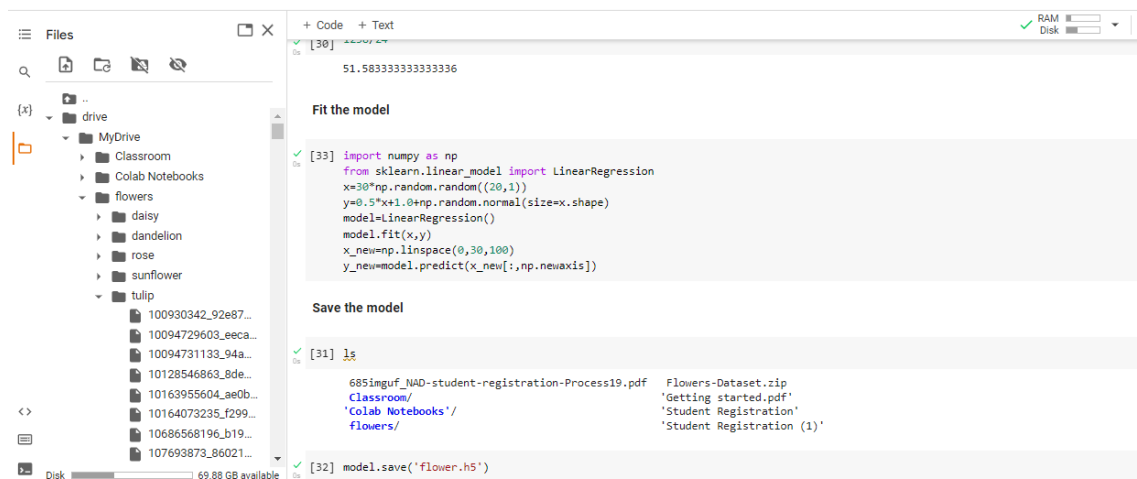 Files
..
drive
MyDrive
Classroom
Colab Notebooks
flowers
daisy
dandelion
rose
sunflower
tulip
100930342_92e87...
10094729603_eeca...
10094731133_94a...
10128546863_8de...
10163955604_ae0b...
10164073235_f299...
10686568196_b19...
107693873_86021...
Disk 69.88 GB available
{x}
+ Code + Text
RAM
Disk
[30]
0s
51.583333333333336
Fit the model
[33] import numpy as np
0s
from sklearn.linear_model import LinearRegression
x=30*np.random.random((20,1))
y=0.5*x+1.0+np.random.normal(size=x.shape)
model=LinearRegression()
model.fit(x,y)
x_new=np.linspace(0,30,100)
y_new=model.predict(x_new[:,np.newaxis])
Save the model
[31] ls
0s
685imguf_NAD-student-registration-Process19.pdf Flowers-Dataset.zip
Classroom/ 'Getting started.pdf'
'Colab Notebooks'/ 'Student Registration'
flowers/ 'Student Registration (1)'
[32] model.save('flower.h5')
0s